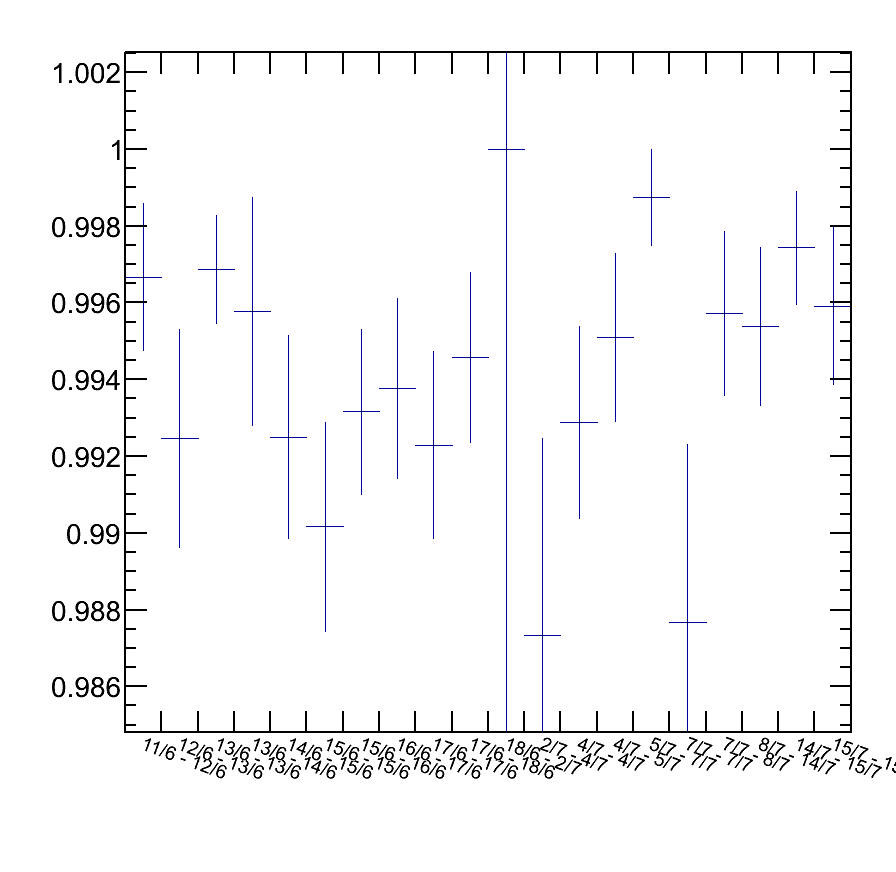 1.002
1
0.998
0.996
0.994
0.992
0.99
0.988
0.986
11/6 - 12/6
12/6 - 13/6
13/6 - 13/6
13/6 - 14/6
14/6 - 15/6
15/6 - 15/6
15/6 - 16/6
16/6 - 17/6
17/6 - 17/6
17/6 - 18/6
18/6 - 2/7
2/7 - 4/7
4/7 - 4/7
4/7 - 5/7
5/7 - 7/7
7/7 - 7/7
7/7 - 8/7
8/7 - 14/7
14/7 - 15/7
15/7 - 15